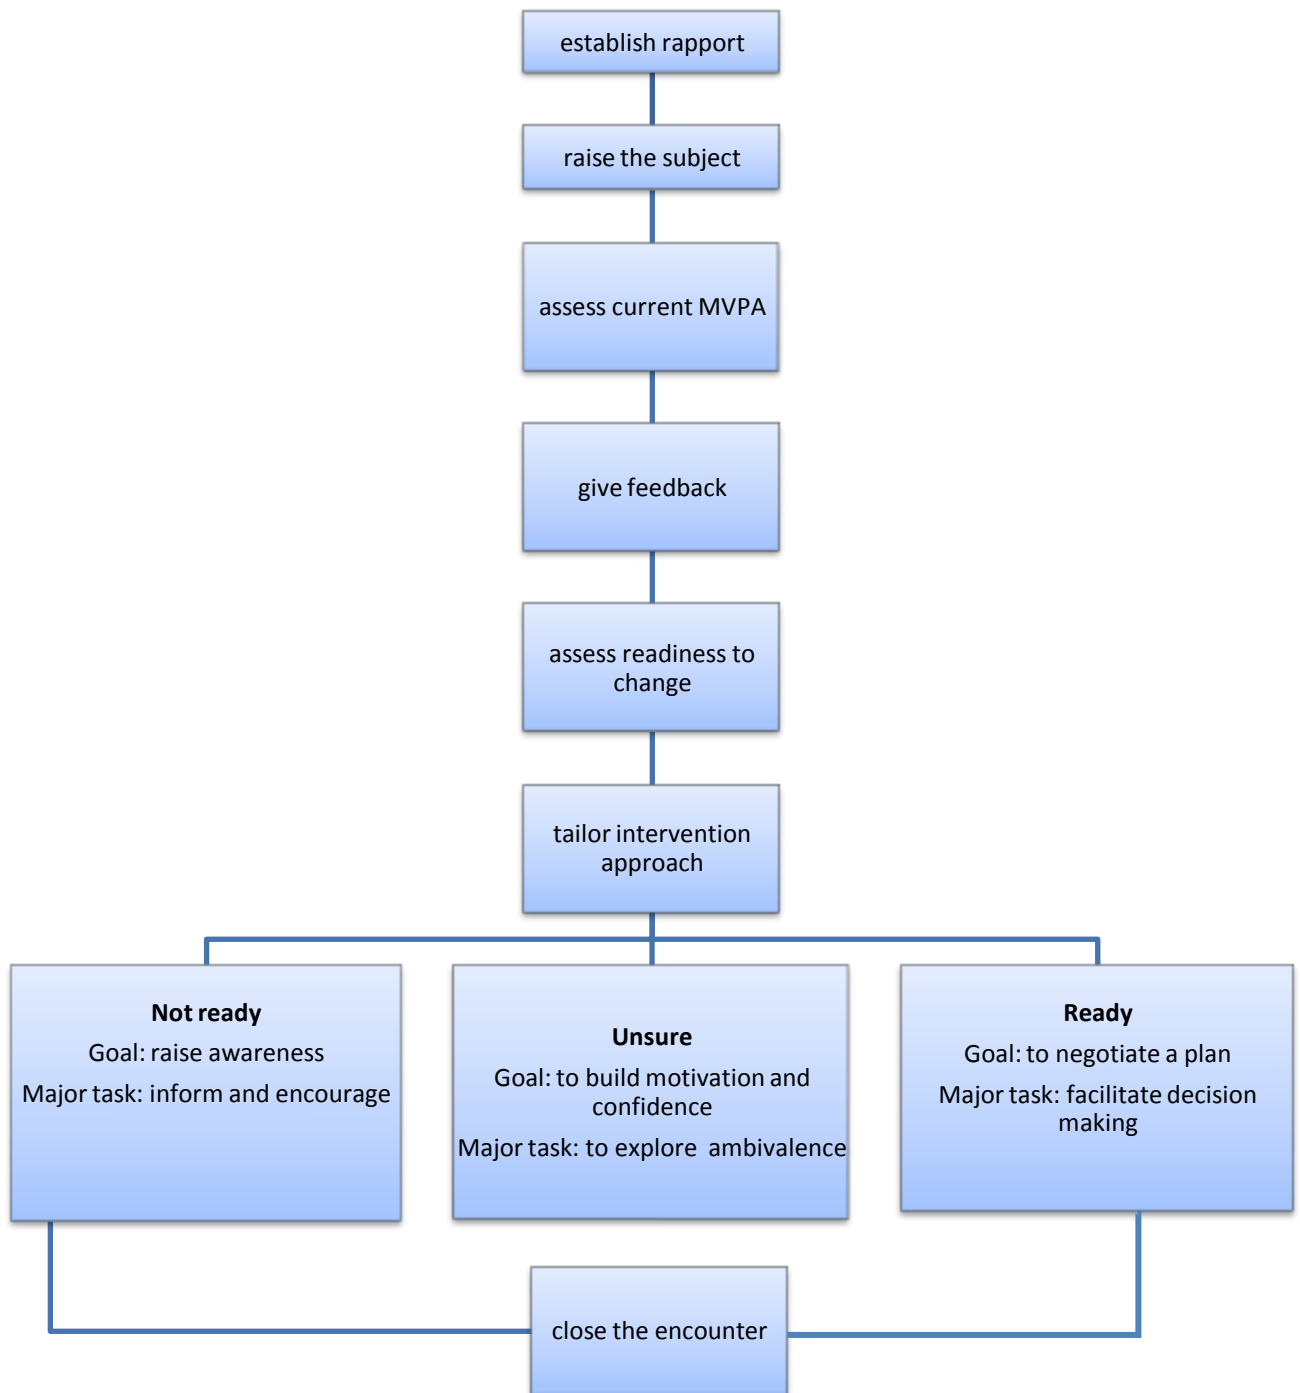 establish rapport
raise the subject
assess current MVPA
give feedback
assess readiness to
change
tailor intervention
approach
Not ready
Goal: raise awareness
Major task: inform and encourage
Unsure
Goal: to build motivation and
confidence
Major task: to explore  ambivalence
Ready
Goal: to negotiate a plan
Major task: facilitate decision
making
close the encounter